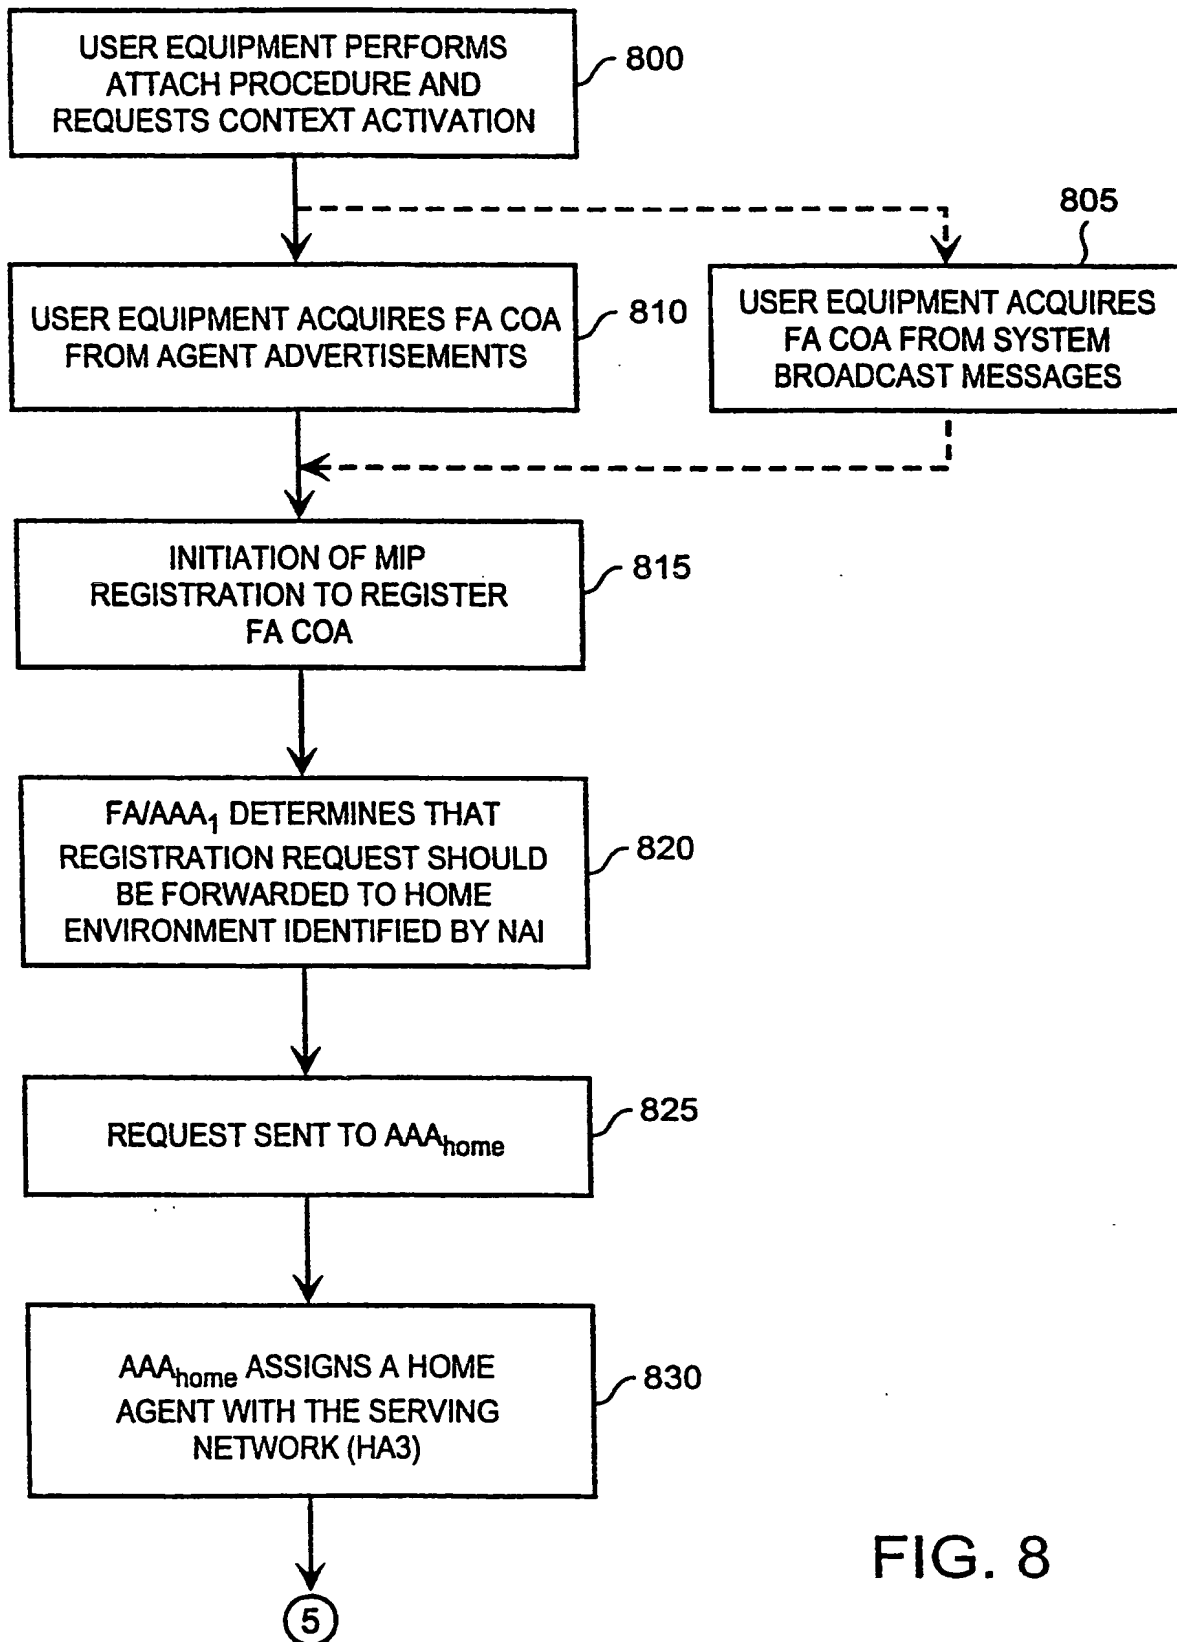 USER EQUIPMENT PERFORMS
ATTACH PROCEDURE AND
REQUESTS CONTEXT ACTIVATION
800
805
USER EQUIPMENT ACQUIRES FA COA
FROM AGENT ADVERTISEMENTS
810
USER EQUIPMENT ACQUIRES
FA COA FROM SYSTEM
BROADCAST MESSAGES
INITIATION OF MIP
REGISTRATION TO REGISTER
FA COA
815
FA/AAA1 DETERMINES THAT
REGISTRATION REQUEST SHOULD
BE FORWARDED TO HOME
ENVIRONMENT IDENTIFIED BY NAI
820
REQUEST SENT TO AAAhome
825
AAAhome ASSIGNS A HOME
AGENT WITH THE SERVING
NETWORK (HA3)
830
5
FIG. 8